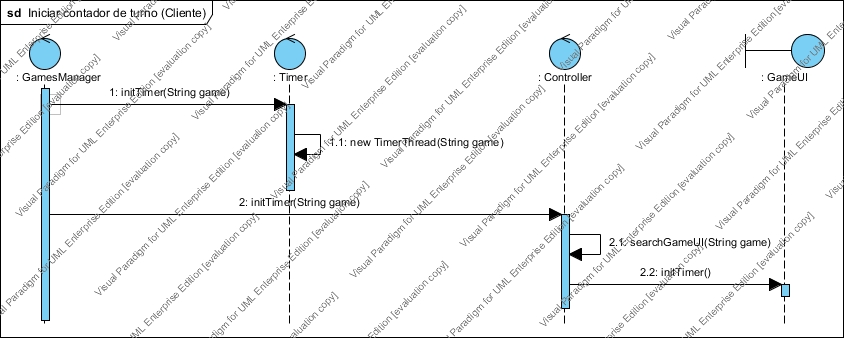 sd Iniciar contador de turno (Cliente)
: GamesManager
: Timer
: Controller
: GameUI
1: initTimer(String game)
1.1: new TimerThread(String game)
2: initTimer(String game)
2.1: searchGameUI(String game)
2.2: initTimer()
Visual Paradigm for UML Enterprise Edition [evaluation copy]